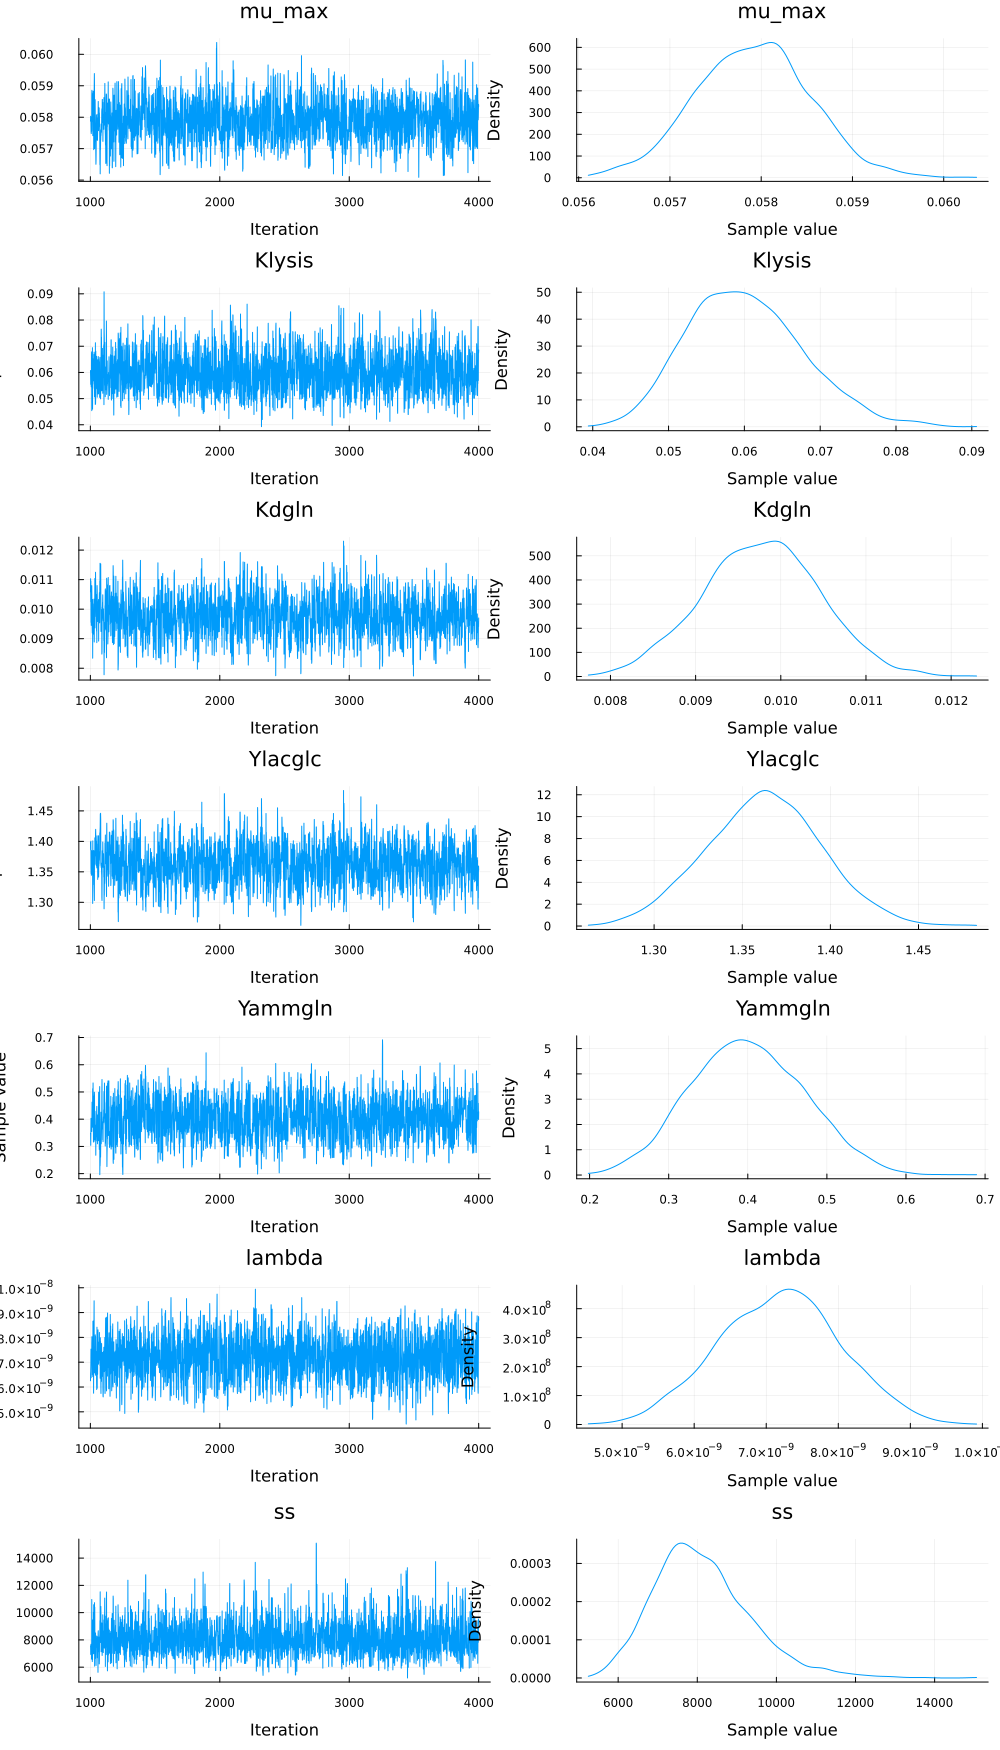 mu_max mu_max
0.060
0.059
0.058
0.057
0.056
1000 2000 3000 4000
Iteration
Density
600
500
400
300
200
100
0
0.056 0.057 0.058 0.059 0.060
Sample value
Klysis Klysis
0.09
0.08
0.07
0.06
0.05
0.04
1000 2000 3000 4000
Iteration
Density
50
40
30
20
10
0
0.04 0.05 0.06 0.07 0.08 0.09
Sample value
Kdgln Kdgln
0.012
0.011
0.010
0.009
0.008
1000 2000 3000 4000
Iteration
Density
500
400
300
200
100
0
0.008 0.009 0.010 0.011 0.012
Sample value
Ylacglc Ylacglc
1.45
1.40
1.35
1.30
1000 2000 3000 4000
Iteration
Density
12
10
8
6
4
2
0
1.30 1.35 1.40 1.45
Sample value
Yammgln Yammgln
Sample value
0.7
0.6
0.5
0.4
0.3
0.2
1000 2000 3000 4000
Iteration
Density
5
4
3
2
1
0
0.2 0.3 0.4 0.5 0.6 0.7
Sample value
lambda lambda
1.0×10⁻⁸
9.0×10⁻⁹
8.0×10⁻⁹
7.0×10⁻⁹
6.0×10⁻⁹
5.0×10⁻⁹
1000 2000 3000 4000
Iteration
Density
4.0×10⁸
3.0×10⁸
2.0×10⁸
1.0×10⁸
0
5.0×10⁻⁹ 6.0×10⁻⁹ 7.0×10⁻⁹ 8.0×10⁻⁹ 9.0×10⁻⁹ 1.0×10⁻
Sample value
ss ss
14000
12000
10000
8000
6000
1000 2000 3000 4000
Iteration
Density
0.0003
0.0002
0.0001
0.0000
6000 8000 10000 12000 14000
Sample value